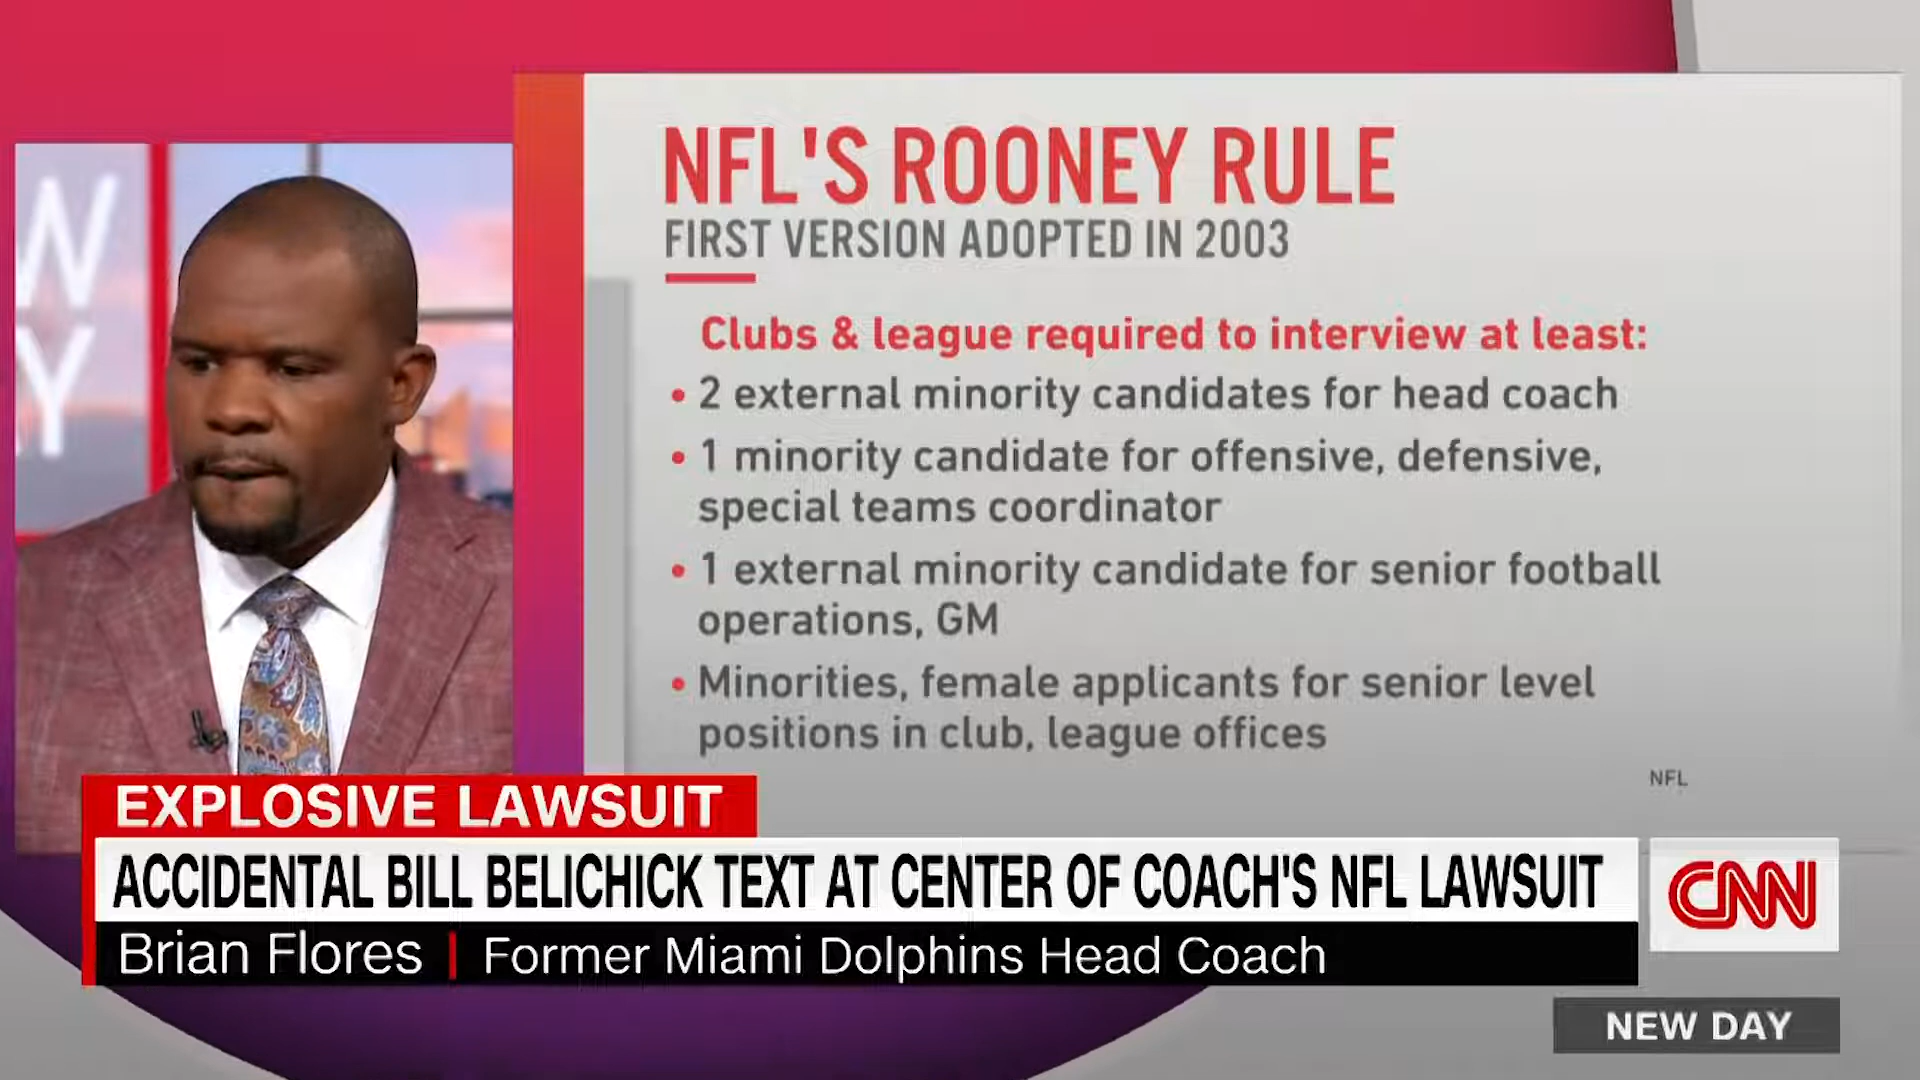 W
Y
NFL'S ROONEY RULE
FIRST VERSION ADOPTED IN 2003
Clubs & league required to interview at least:
• 2 external minority candidates for head coach
• 1 minority candidate for offensive, defensive,
special teams coordinator
• 1 external minority candidate for senior football
operations, GM
• Minorities, female applicants for senior level
positions in club, league offices
NFL
EXPLOSIVE LAWSUIT
ACCIDENTAL BILL BELICHICK TEXT AT CENTER OF COACH'S NFL LAWSUIT
Brian Flores | Former Miami Dolphins Head Coach
CNN
NEW DAY